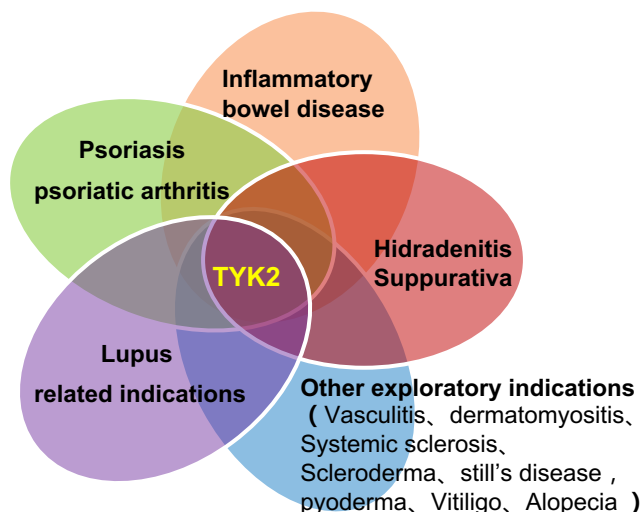 Inflammatory
bowel disease
Psoriasis
psoriatic arthritis
Hidradenitis
Suppurativa
TYK2
Lupus
related indications
Other exploratory indications
( Vasculitis、dermatomyositis、
Systemic sclerosis、
Scleroderma、still's disease ,
pyoderma、Vitiligo、Alopecia )